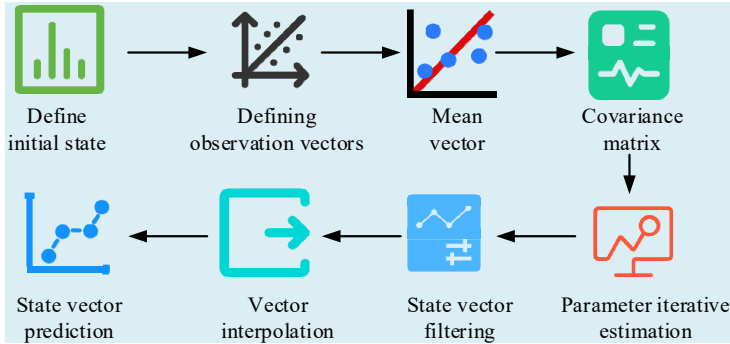 Define
initial state
Defining
observation vectors
Mean
vector
Covariance
matrix
State vector
prediction
Vector
interpolation
State vector
filtering
Parameter iterative
estimation